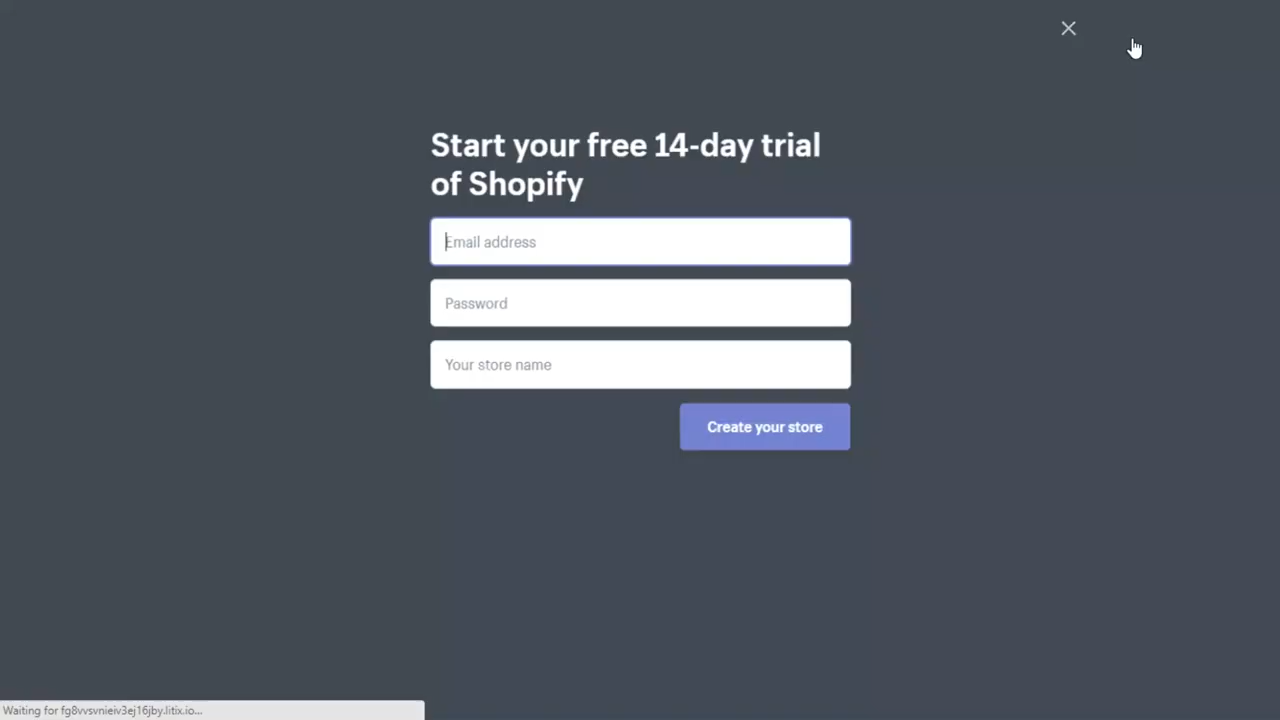 Start your free 14-day trial
of Shopify
Email address
Password
Your store name
Create your store
Waiting for fg8vvsvnieiv3ej16jby.litix.io...